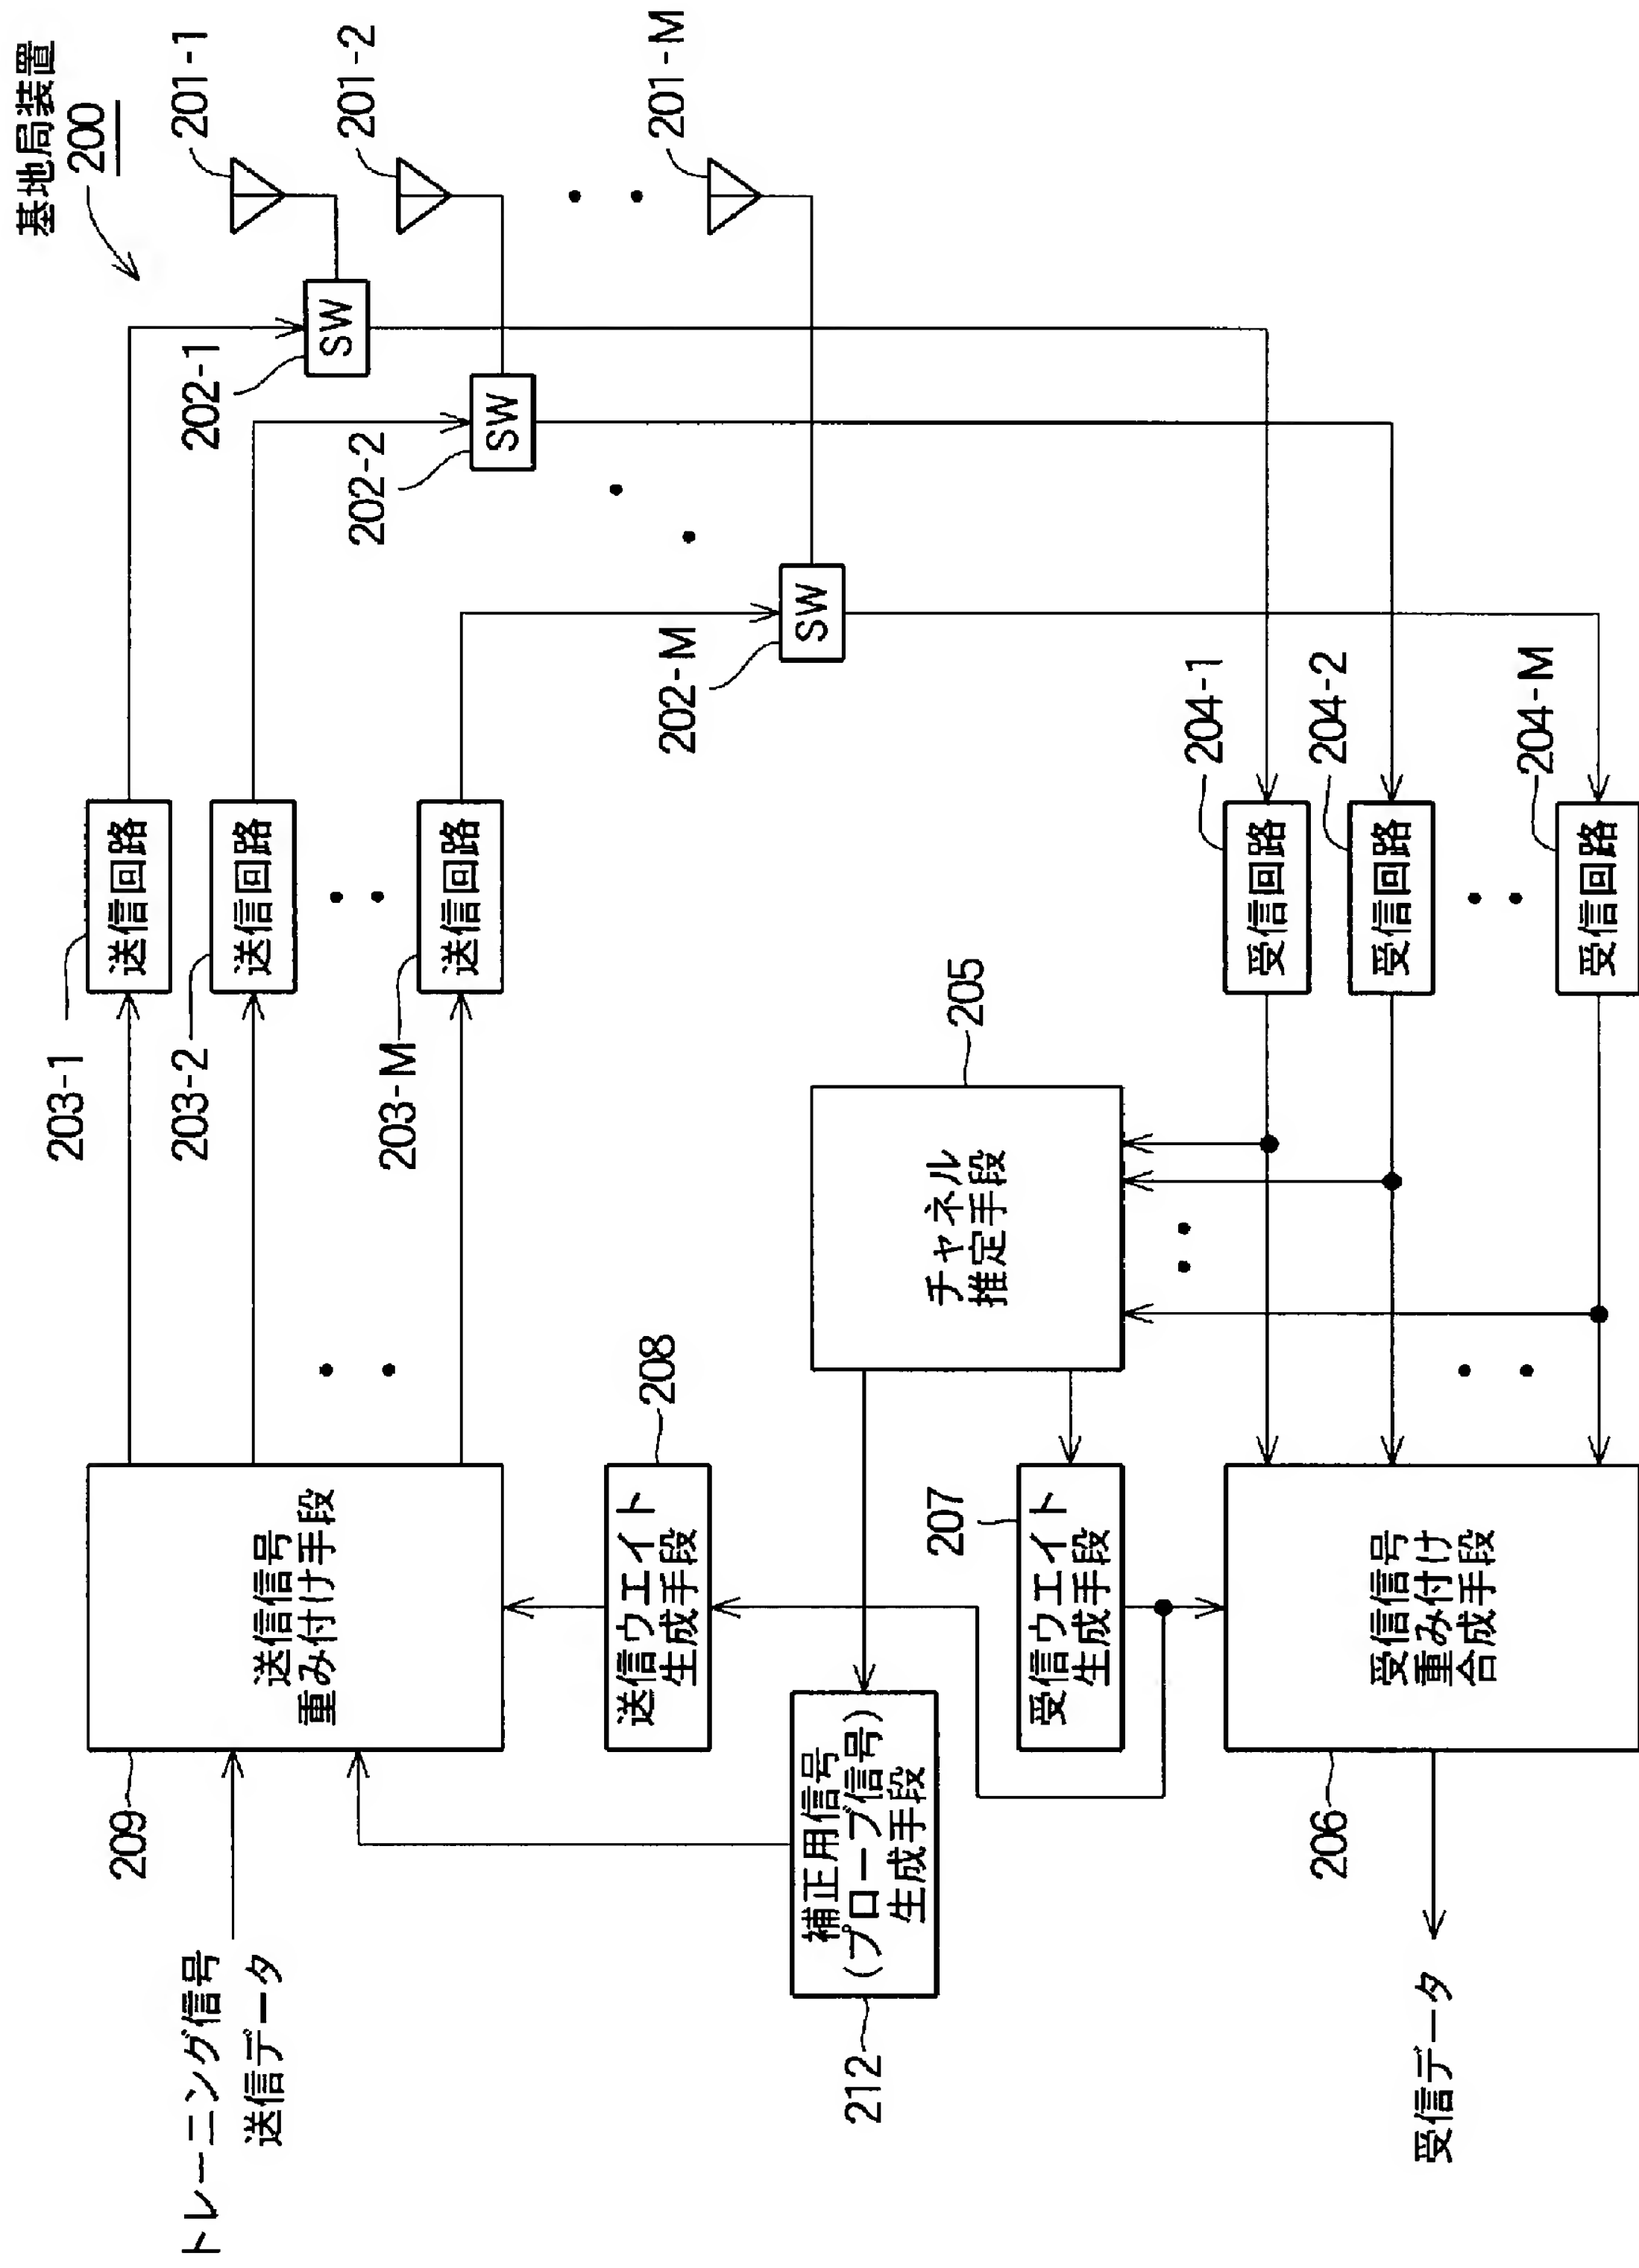 基地局装置
200
201-1
201-2
201-M
SW
202-1
SW
202-2
SW
202-M
送信回路
203-1
送信回路
203-2
送信回路
203-M
受信回路
204-1
受信回路
204-2
受信回路
204-M
チャネル
推定手段
205
送信信号
重み付け手段
209
送信ウエイト
生成手段
208
受信ウエイト
生成手段
207
受信信号
重み付け
合成手段
206
補正用信号
(プローブ信号)
生成手段
212
トレーニング信号
送信データ
受信データ